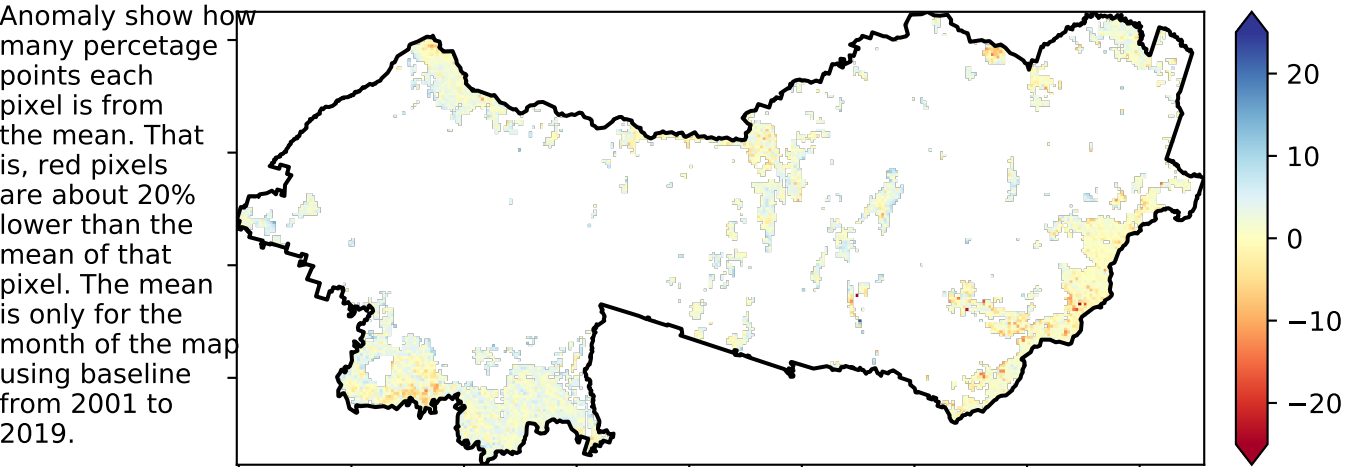 Anomaly show how
many percetage
points each
pixel is from
the mean. That
is, red pixels
are about 20%
lower than the
mean of that
pixel. The mean
is only for the
month of the map
using baseline
from 2001 to
2019.
20
10
0
−10
−20